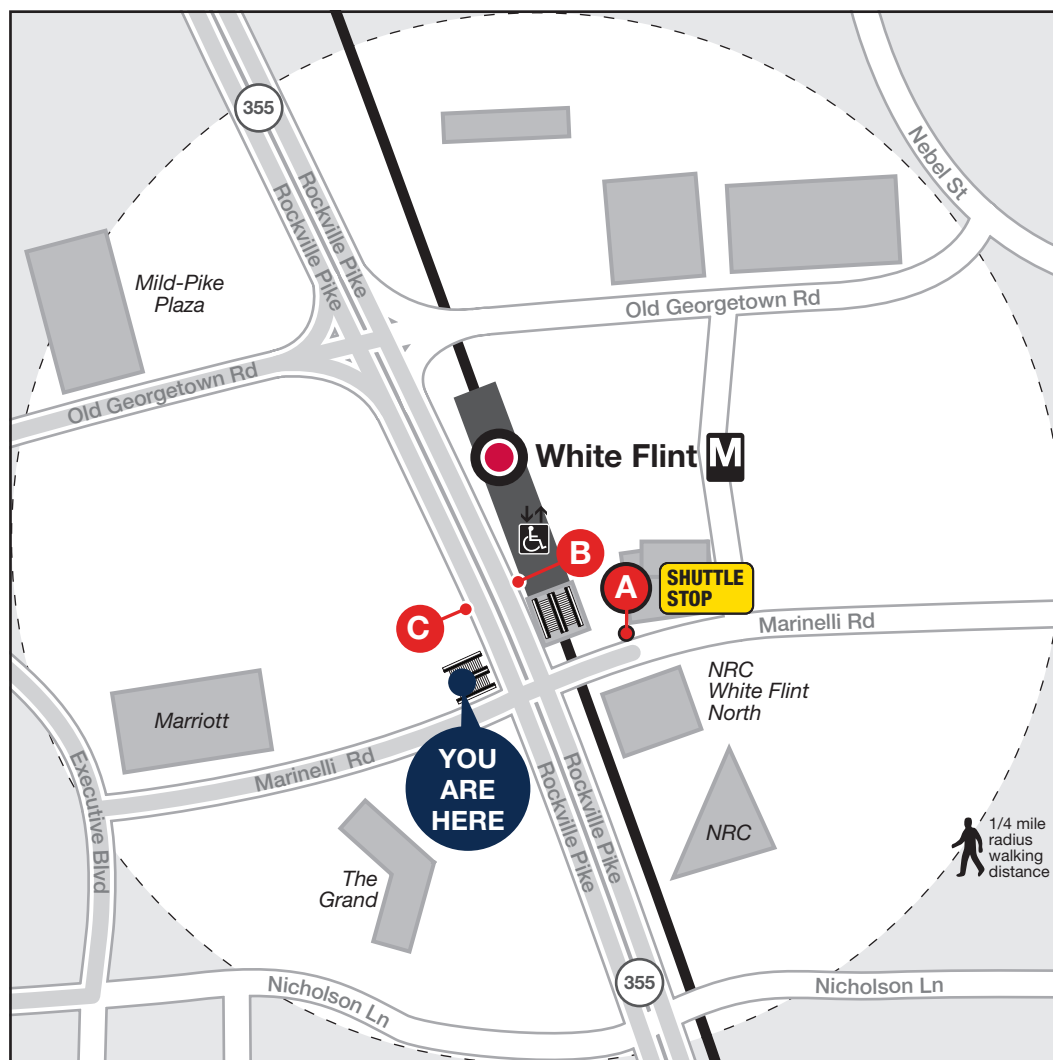 355
Rockville Pike
Rockville Pike
Nebel St
Mild-Pike
Plaza
Old Georgetown Rd
Old Georgetown Rd
White Flint
M
B
A
SHUTTLE
STOP
C
Marinelli Rd
NRC
White Flint
North
Marriott
YOU
ARE
HERE
Marinelli Rd
Executive Blvd
Rockville Pike
Rockville Pike
NRC
1/4 mile
radius
walking
distance
The
Grand
355
Nicholson Ln
Nicholson Ln